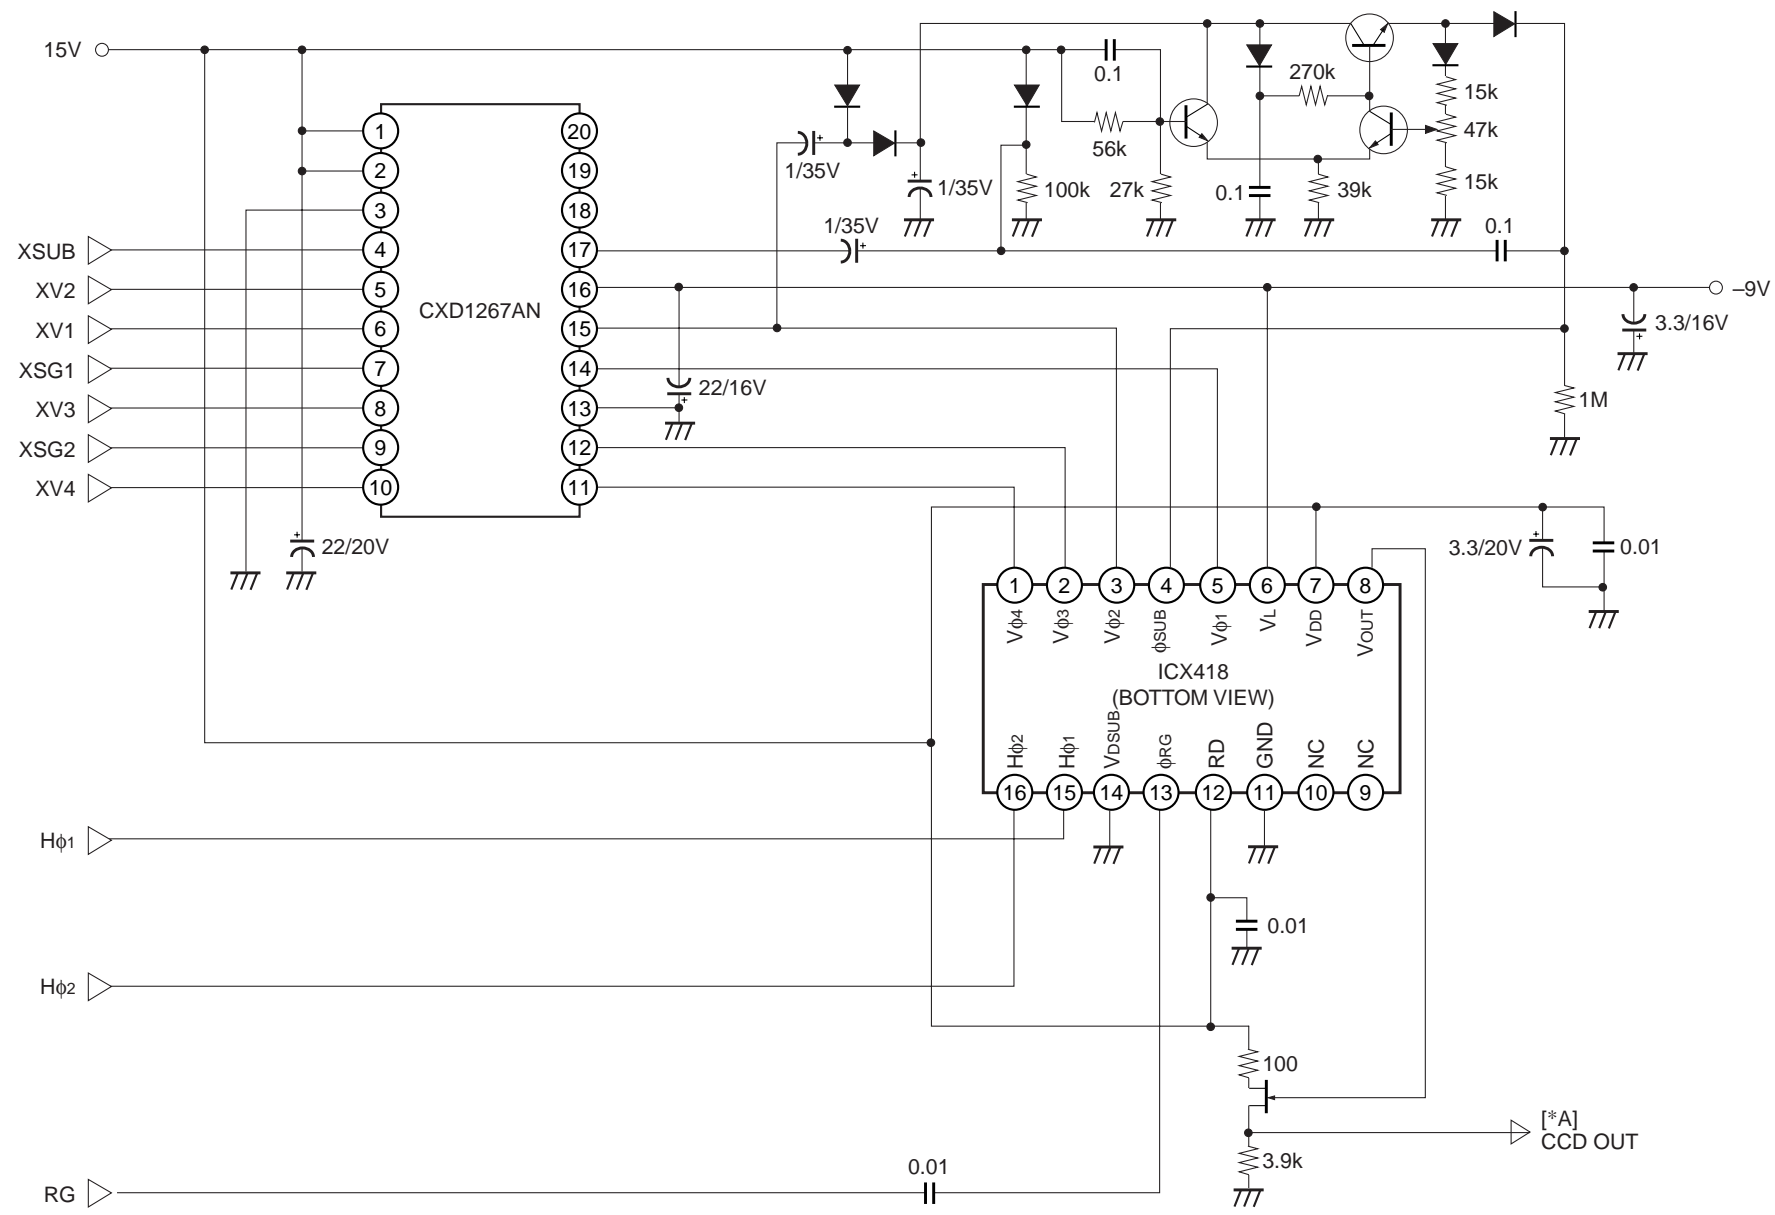 15V
0.1
270k
15k
47k
15k
56k
1/35V
1/35V
100k
27k
0.1
39k
1/35V
0.1
–9V
3.3/16V
1M
22/16V
1
2
3
4
5
6
7
8
9
10
20
19
18
17
16
15
14
13
12
11
CXD1267AN
XSUB
XV2
XV1
XSG1
XV3
XSG2
XV4
22/20V
3.3/20V
0.01
1
2
3
4
5
6
7
8
Vϕ4
Vϕ3
Vϕ2
ϕSUB
Vϕ1
VL
VDD
VOUT
ICX418
(BOTTOM VIEW)
Hϕ2
Hϕ1
VDSUB
ϕRG
RD
GND
NC
NC
16
15
14
13
12
11
10
9
Hϕ1
0.01
Hϕ2
100
[*A]
CCD OUT
3.9k
0.01
RG